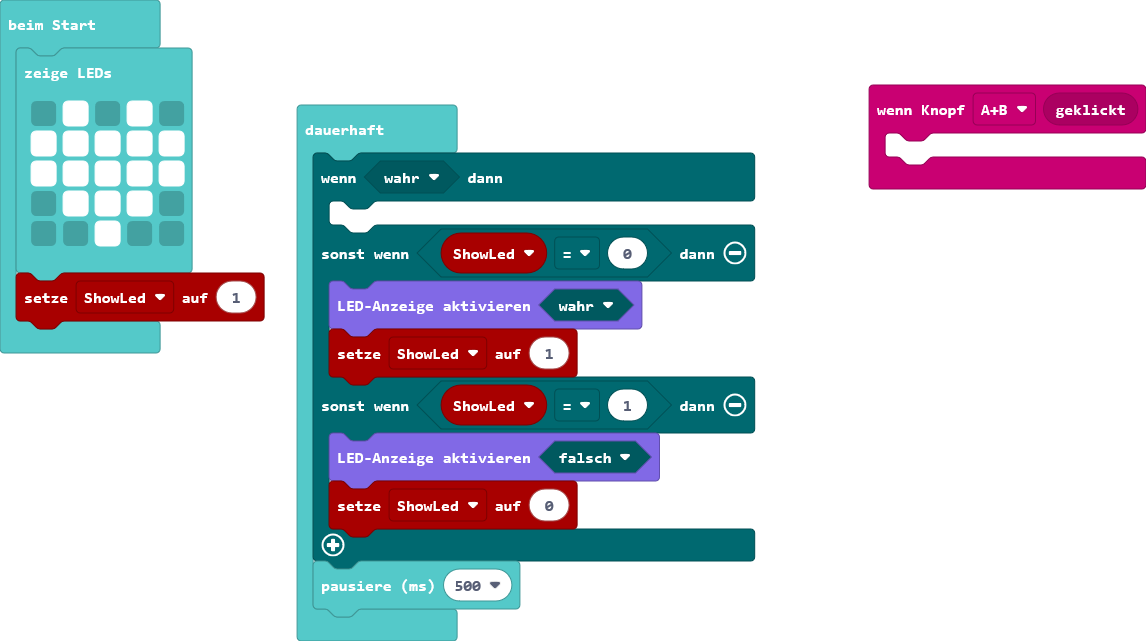 beim Start
zeige LEDs
setze ShowLed auf 1
dauerhaft
wenn wahr dann
sonst wenn ShowLed = 0 dann
LED-Anzeige aktivieren wahr
setze ShowLed auf 1
sonst wenn ShowLed = 1 dann
LED-Anzeige aktivieren falsch
setze ShowLed auf 0
pausiere (ms) 500
wenn Knopf A+B geklickt